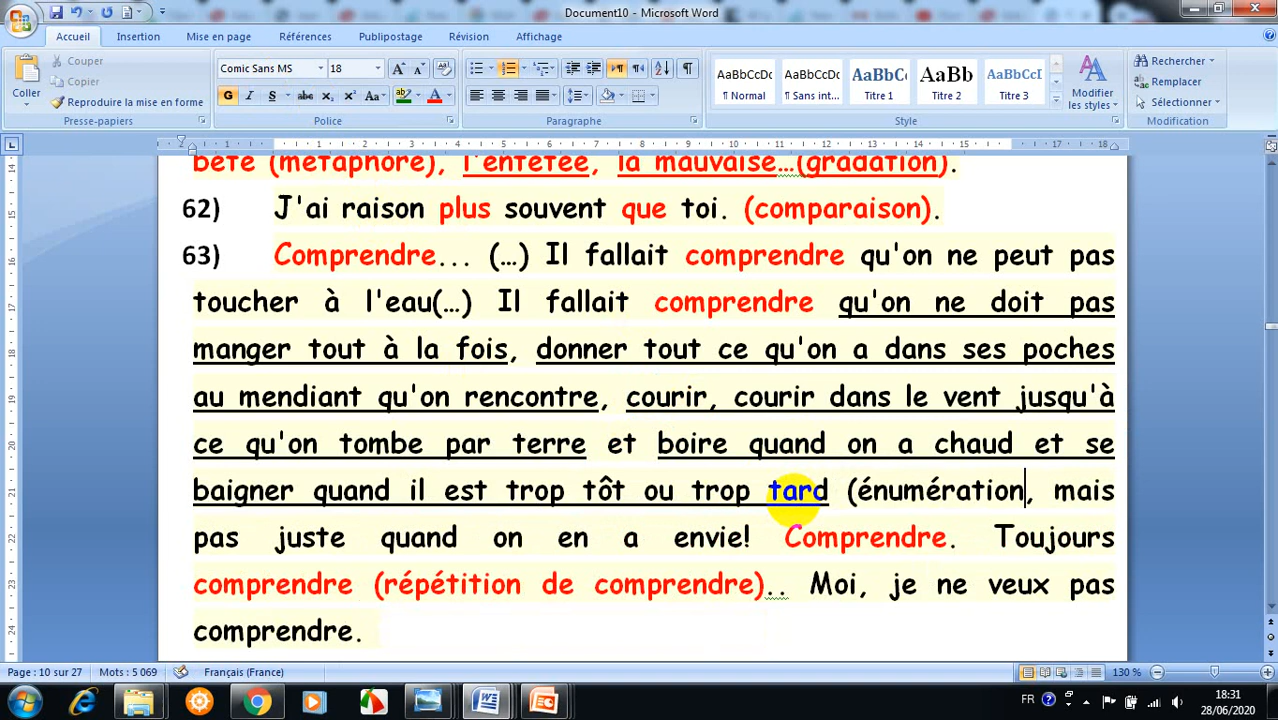 Document10 - Microsoft Word
Accueil Insertion Mise en page Références Publipostage Révision Affichage
Coller
Couper
Copier
Reproduire la mise en forme
Presse-papiers
Comic Sans MS 18
Police
Paragraphe
AaBbCcDc AaBbCcDc AaBbC AaBb AaBbCcI
¶ Normal ¶ Sans int... Titre 1 Titre 2 Titre 3
Modifier les styles
Style
Rechercher
Remplacer
Sélectionner
Modification
bête (métaphore), l'entêtée, la mauvaise…(gradation).
62) J'ai raison plus souvent que toi. (comparaison).
63) Comprendre... (…) Il fallait comprendre qu'on ne peut pas
toucher à l'eau(…) Il fallait comprendre qu'on ne doit pas
manger tout à la fois, donner tout ce qu'on a dans ses poches
au mendiant qu'on rencontre, courir, courir dans le vent jusqu'à
ce qu'on tombe par terre et boire quand on a chaud et se
baigner quand il est trop tôt ou trop tard (énumération, mais
pas juste quand on en a envie! Comprendre. Toujours
comprendre (répétition de comprendre).. Moi, je ne veux pas
comprendre.
Page : 10 sur 27 Mots : 5 069 Français (France) 130 %
FR 18:31
28/06/2020